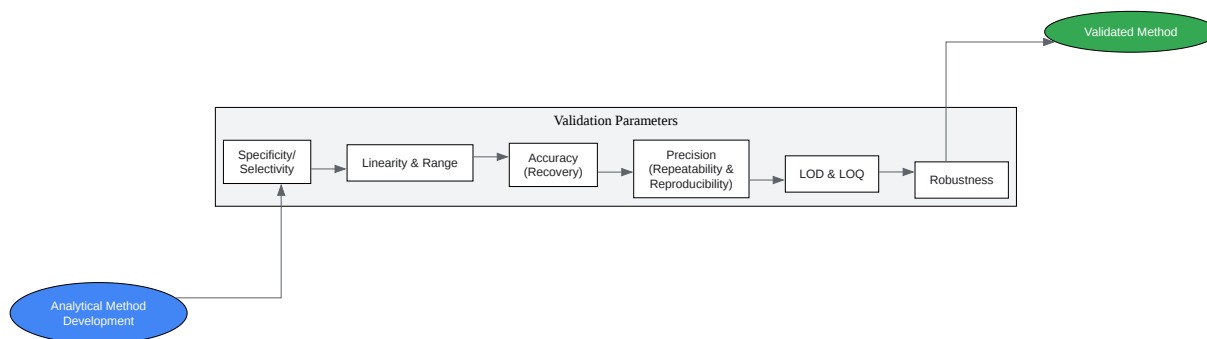 Validated Method
Validation Parameters
Specificity/
Selectivity
Linearity & Range
Accuracy
(Recovery)
Precision
(Repeatability &
Reproducibility)
LOD & LOQ
Robustness
Analytical Method
Development